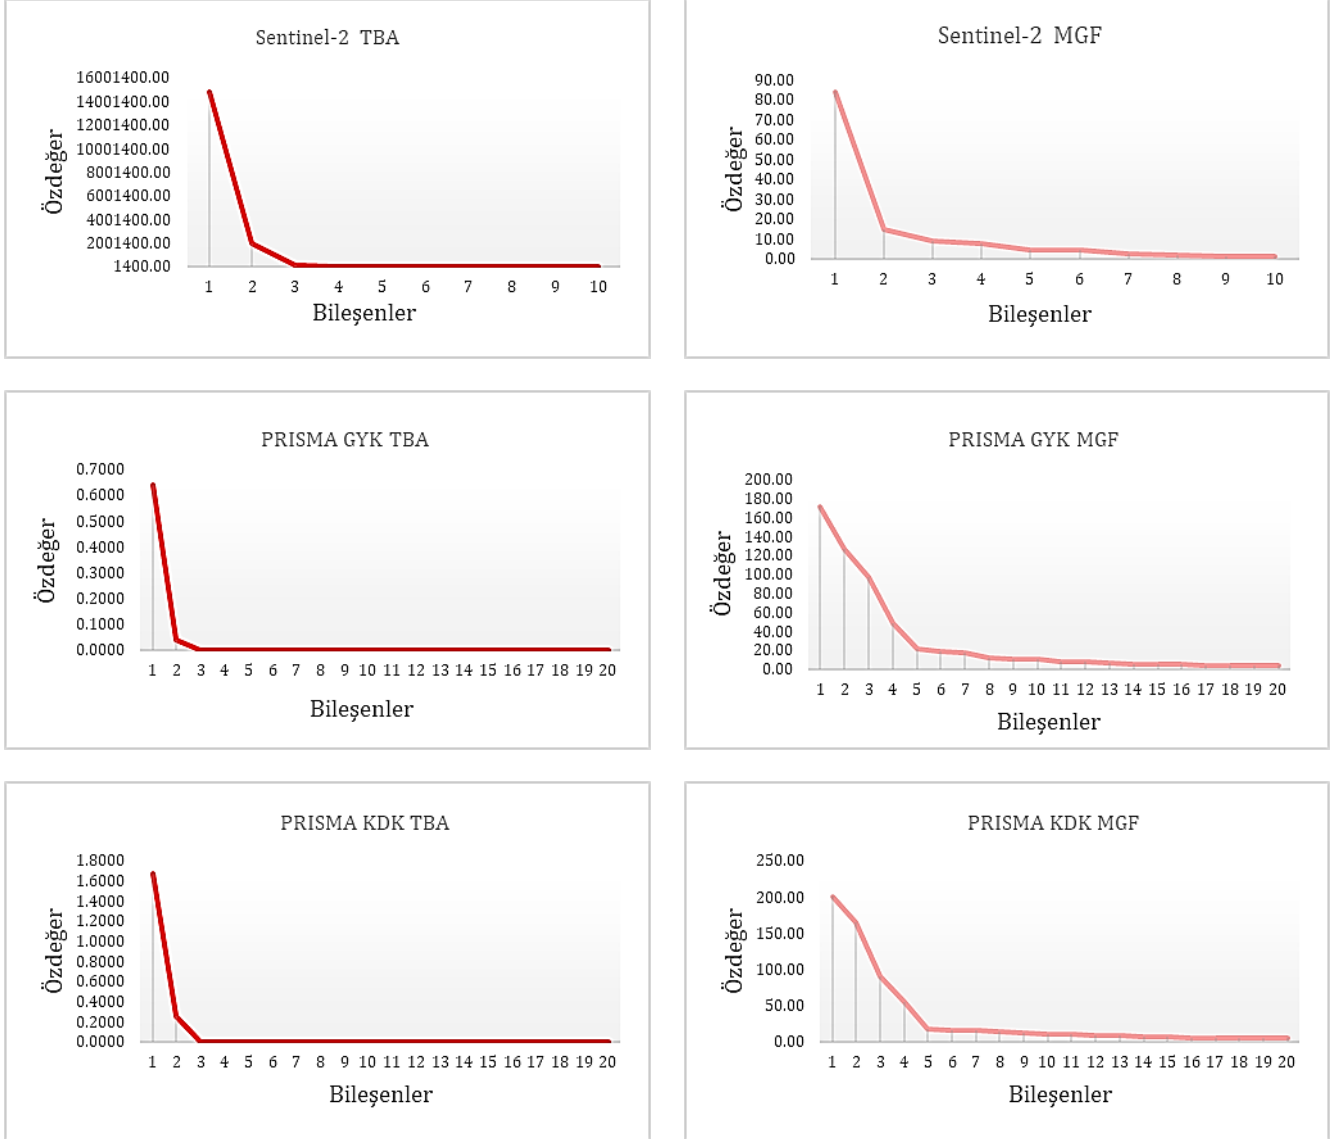 Sentinel-2 TBA
Özdeğer
16001400.00
14001400.00
12001400.00
10001400.00
8001400.00
6001400.00
4001400.00
2001400.00
1400.00
1 2 3 4 5 6 7 8 9 10
Bileşenler
Sentinel-2 MGF
Özdeğer
90.00
80.00
70.00
60.00
50.00
40.00
30.00
20.00
10.00
0.00
1 2 3 4 5 6 7 8 9 10
Bileşenler
PRISMA GYK TBA
Özdeğer
0.7000
0.6000
0.5000
0.4000
0.3000
0.2000
0.1000
0.0000
1 2 3 4 5 6 7 8 9 10 11 12 13 14 15 16 17 18 19 20
Bileşenler
PRISMA GYK MGF
Özdeğer
200.00
180.00
160.00
140.00
120.00
100.00
80.00
60.00
40.00
20.00
0.00
1 2 3 4 5 6 7 8 9 10 11 12 13 14 15 16 17 18 19 20
Bileşenler
PRISMA KDK TBA
Özdeğer
1.8000
1.6000
1.4000
1.2000
1.0000
0.8000
0.6000
0.4000
0.2000
0.0000
1 2 3 4 5 6 7 8 9 10 11 12 13 14 15 16 17 18 19 20
Bileşenler
PRISMA KDK MGF
Özdeğer
250.00
200.00
150.00
100.00
50.00
0.00
1 2 3 4 5 6 7 8 9 10 11 12 13 14 15 16 17 18 19 20
Bileşenler